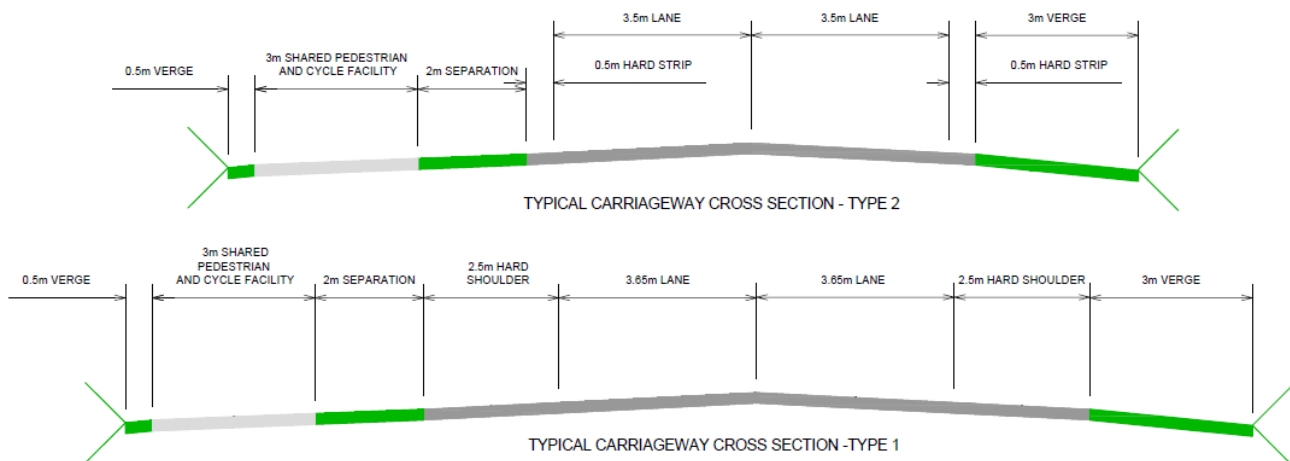 3.5m LANE
3.5m LANE
3m VERGE
3m SHARED PEDESTRIAN
AND CYCLE FACILITY
0.5m VERGE
2m SEPARATION
0.5m HARD STRIP
0.5m HARD STRIP
TYPICAL CARRIAGEWAY CROSS SECTION - TYPE 2
3m SHARED
PEDESTRIAN
AND CYCLE FACILITY
0.5m VERGE
2m SEPARATION
2.5m HARD
SHOULDER
3.65m LANE
3.65m LANE
2.5m HARD SHOULDER
3m VERGE
TYPICAL CARRIAGEWAY CROSS SECTION -TYPE 1